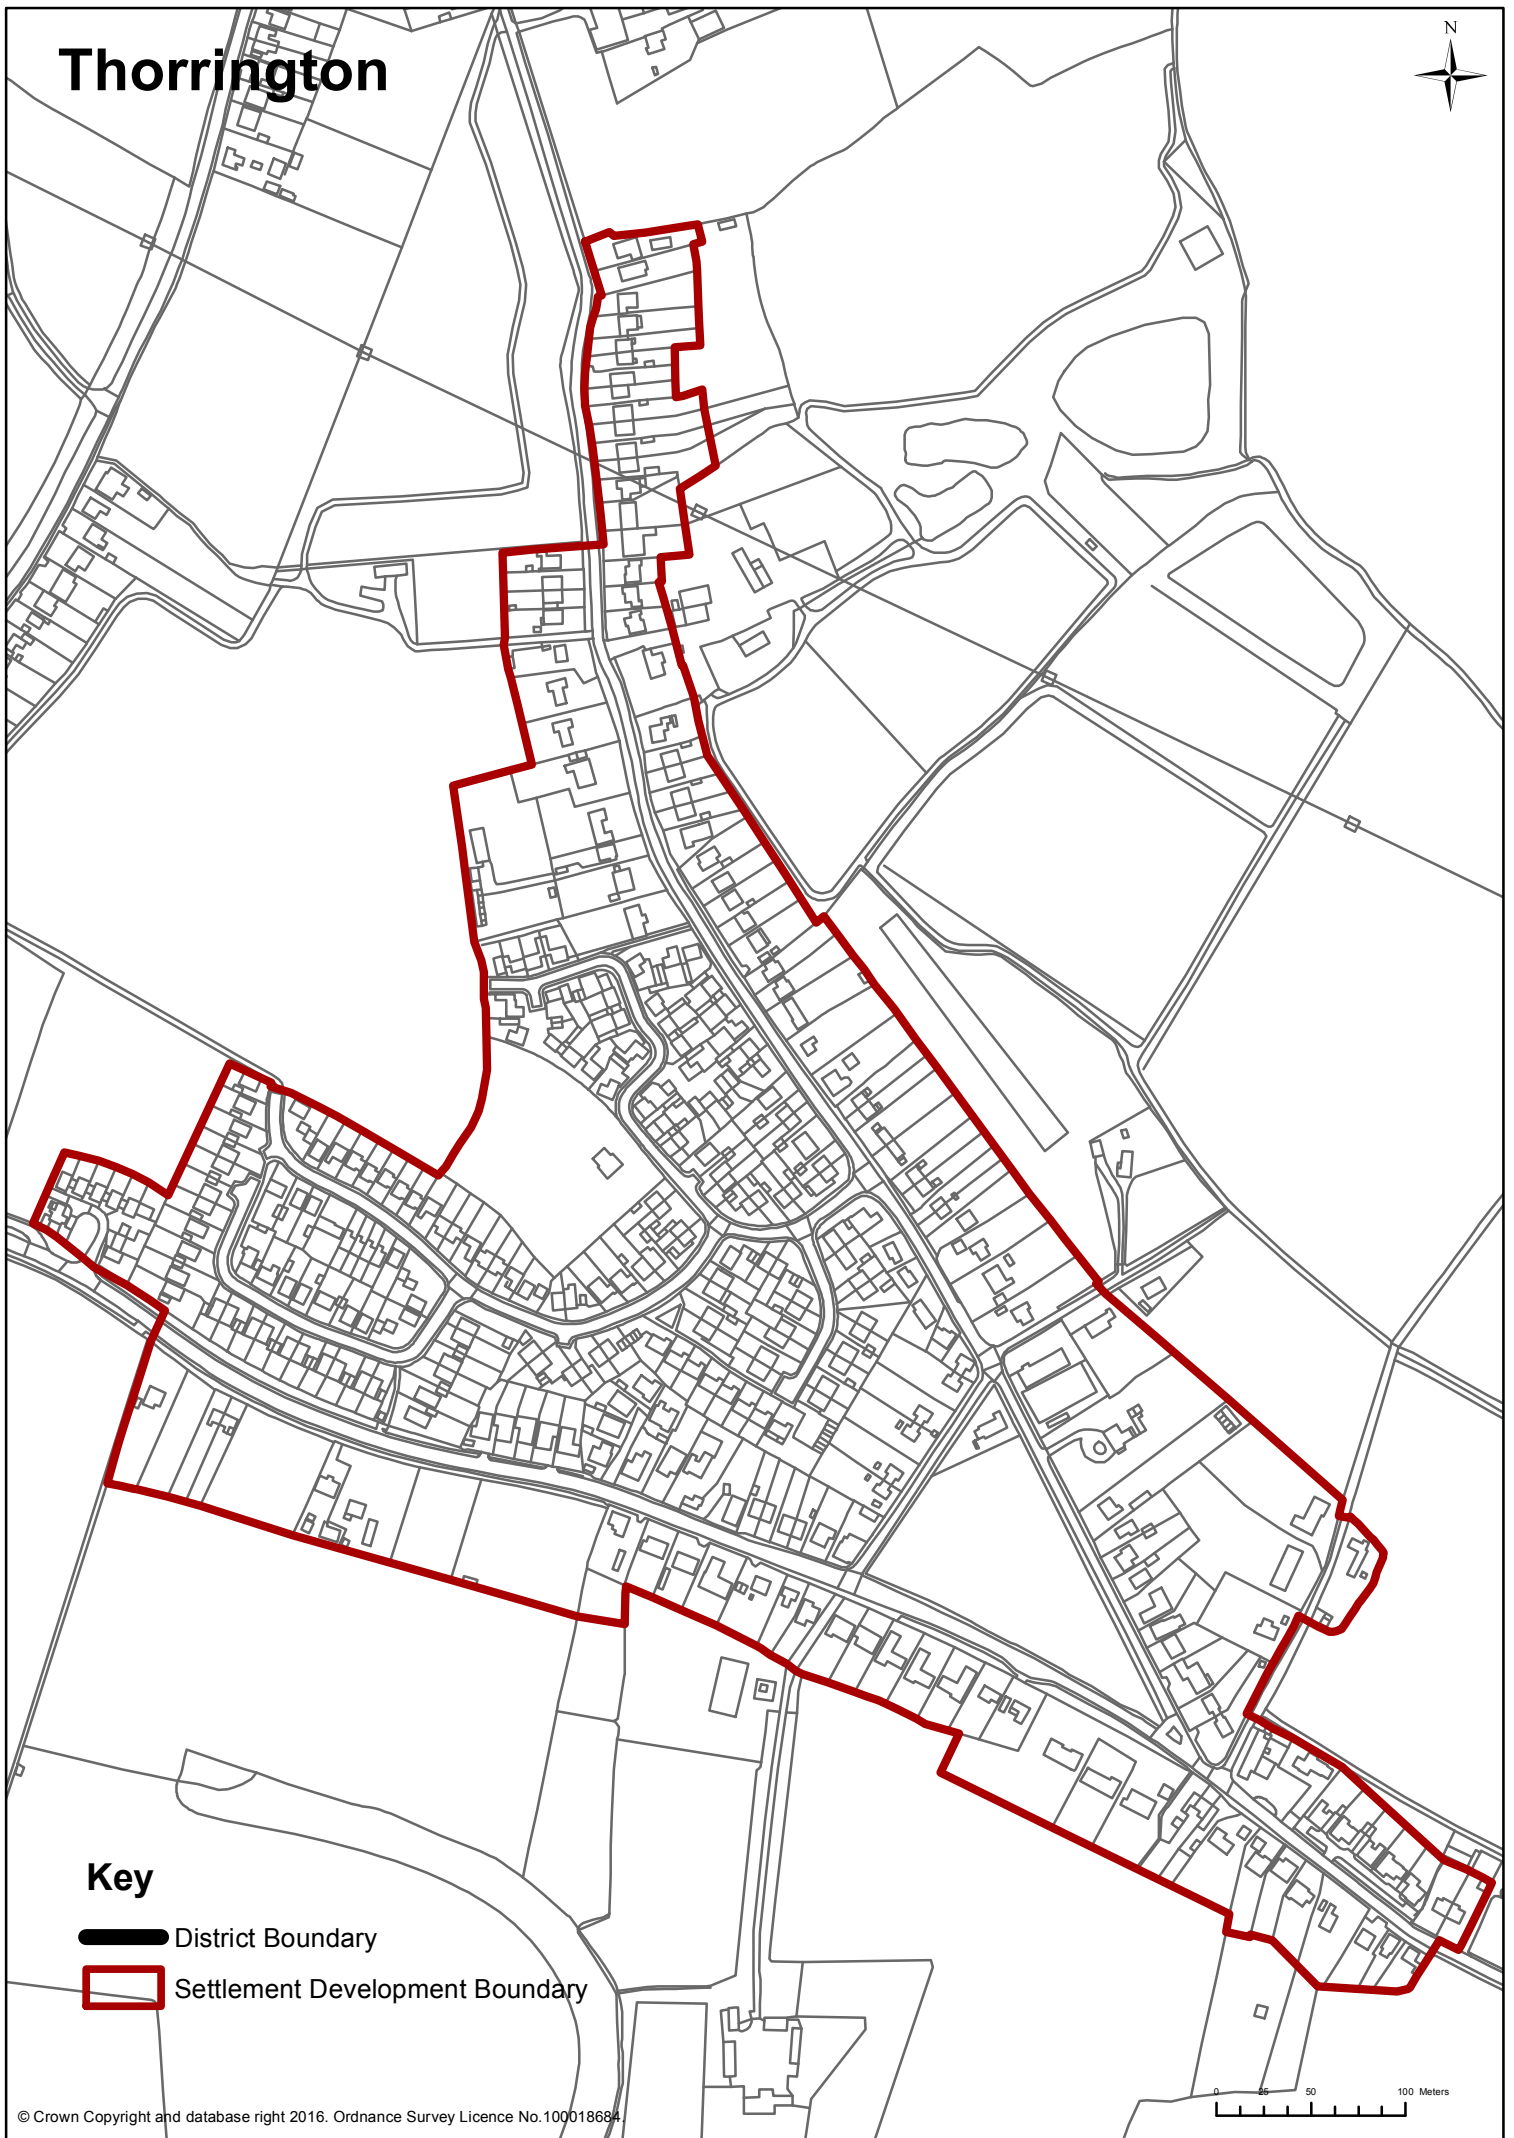 Thorrington
N
Key
District Boundary
Settlement Development Boundary
0 25 50 100 Meters
© Crown Copyright and database right 2016. Ordnance Survey Licence No.100018684.